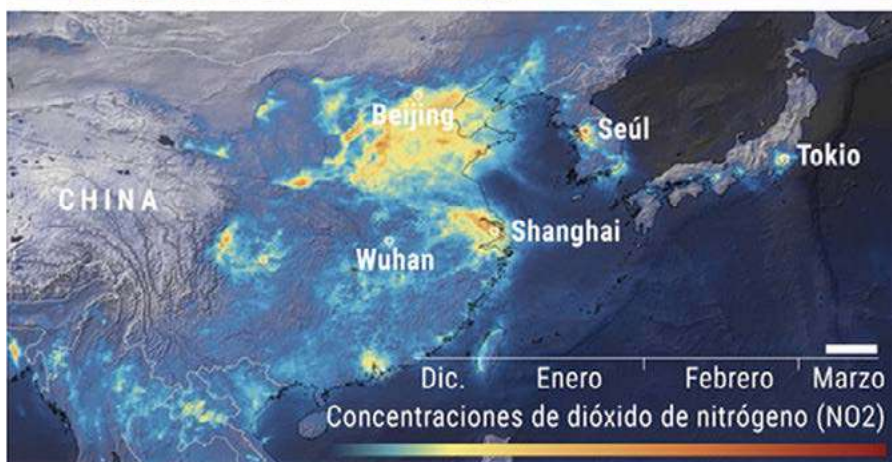 Beijing
Seúl
Tokio
CHINA
Shanghai
Wuhan
Dic. Enero Febrero Marzo
Concentraciones de dióxido de nitrógeno (NO2)